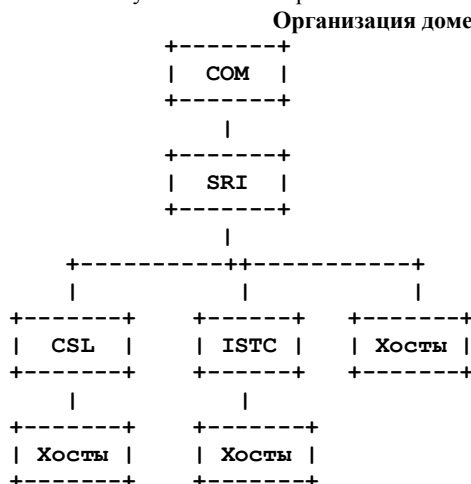 Организация доме
+--------+
|  COM  |
+--------+
|
+--------+
|  SRI  |
+--------+
|
+-----------++------------+
|            |            |
+--------+    +-------+   +--------+
|  CSL  |    | ISTC |   | Хосты |
+--------+    +------+   +--------+
|            |
+-------+    +--------+
| Хосты |    | Хосты |
+--------+    +-------+